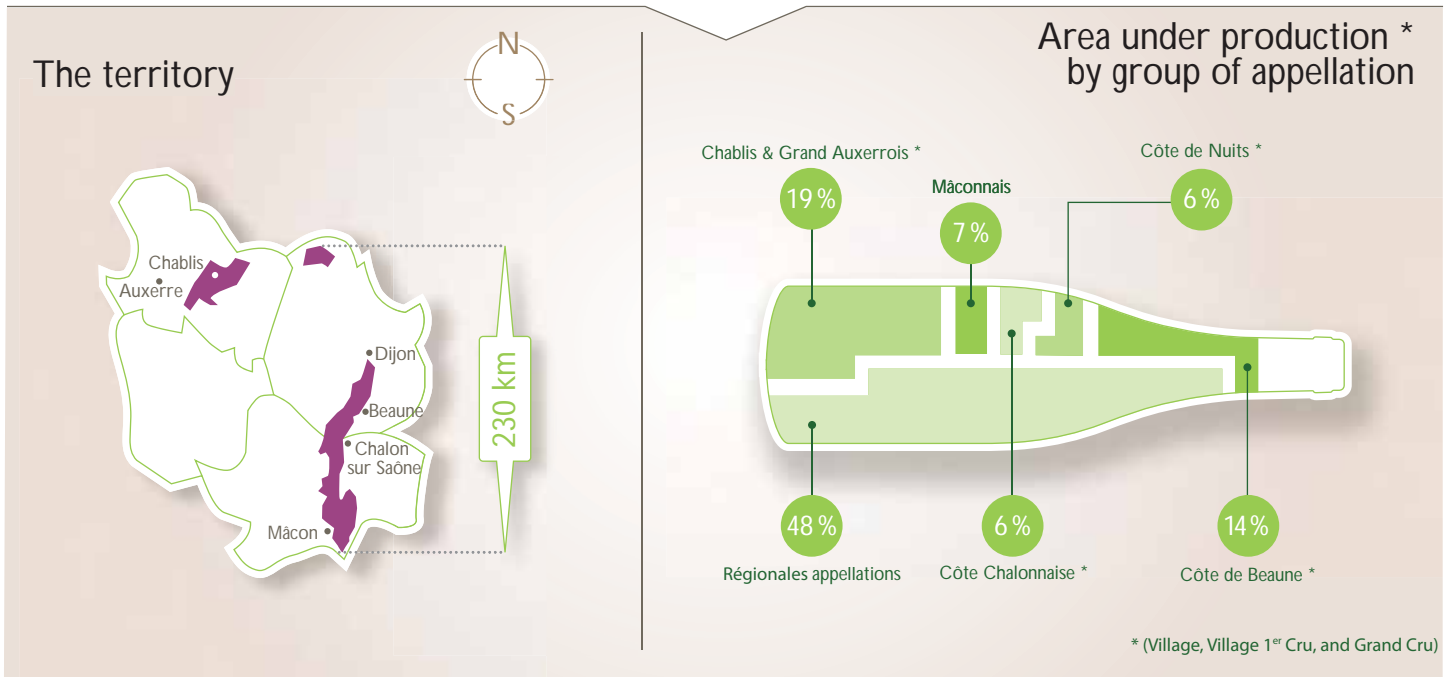 The territory
N
S
Chablis
Auxerre
Dijon
Beaune
Chalon
sur Saône
Mâcon
230 km
Area under production *
by group of appellation
Chablis & Grand Auxerrois *
19 %
Mâconnais
7 %
Côte de Nuits *
6 %
48 %
Régionales appellations
6 %
Côte Chalonnaise *
14 %
Côte de Beaune *
* (Village, Village 1er Cru, and Grand Cru)